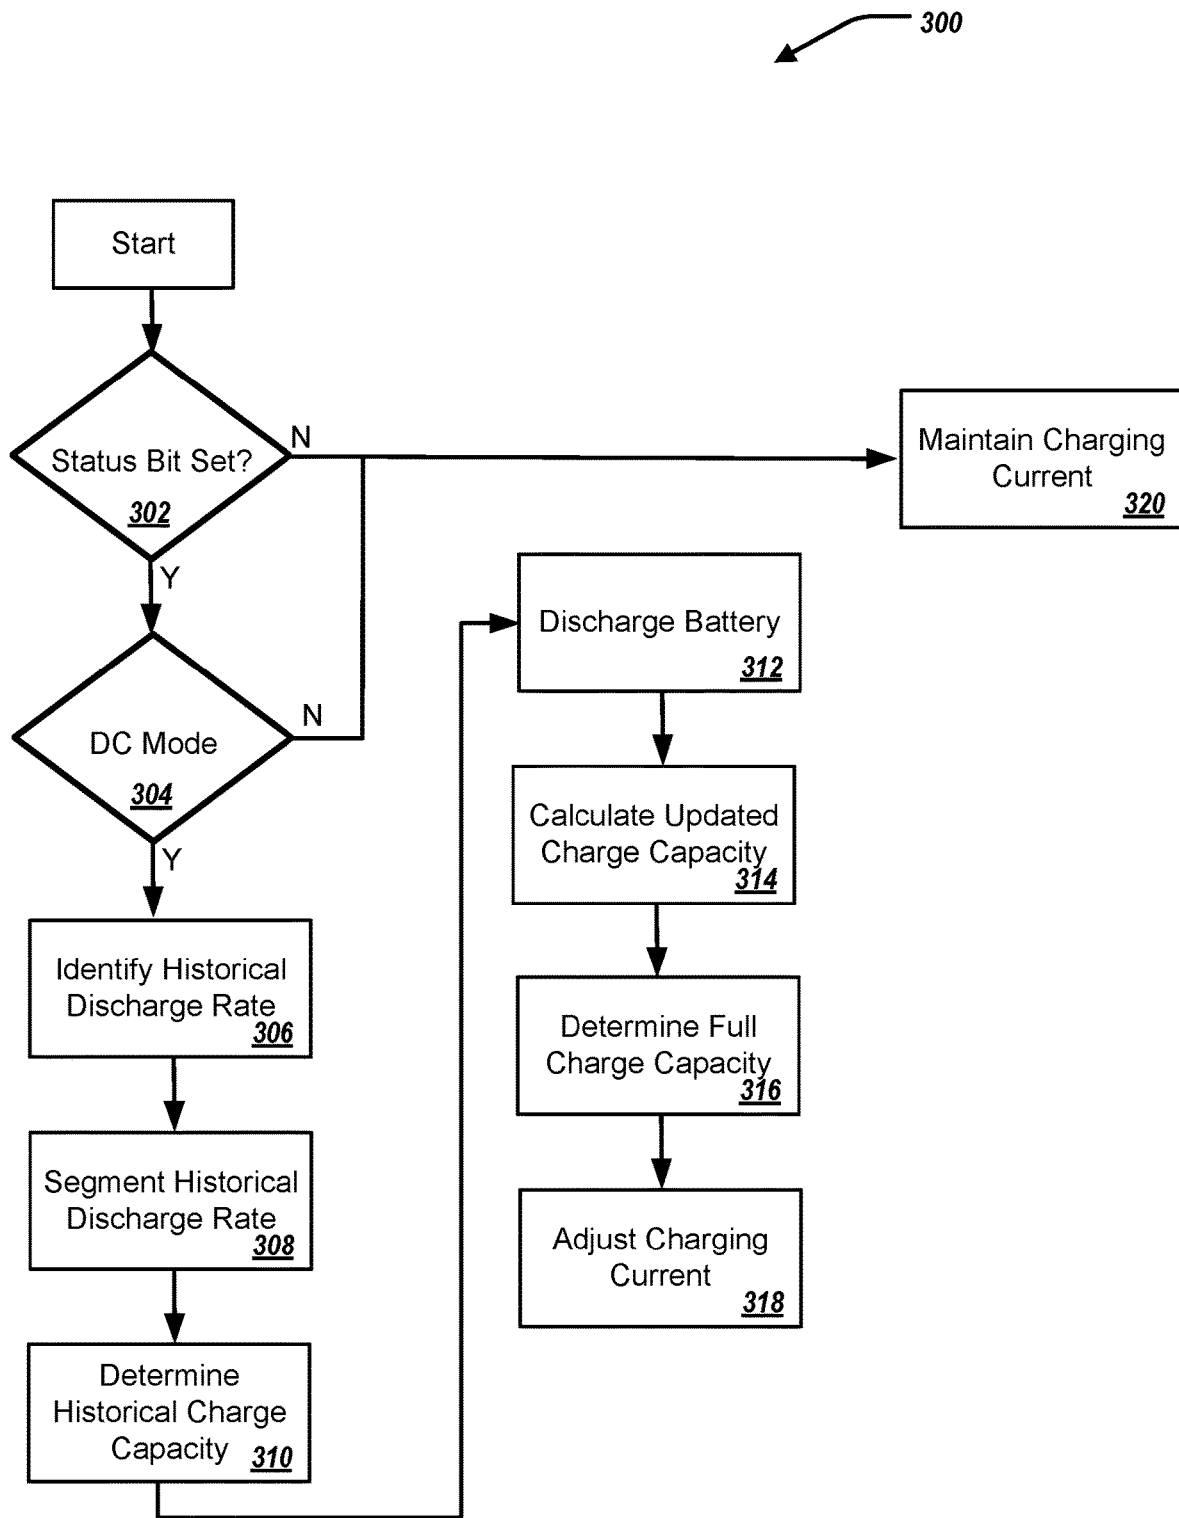 300
Start
Status Bit Set?
302
N
Y
DC Mode
304
N
Y
Identify Historical
Discharge Rate
306
Segment Historical
Discharge Rate
308
Determine
Historical Charge
Capacity
310
Discharge Battery
312
Calculate Updated
Charge Capacity
314
Determine Full
Charge Capacity
316
Adjust Charging
Current
318
Maintain Charging
Current
320